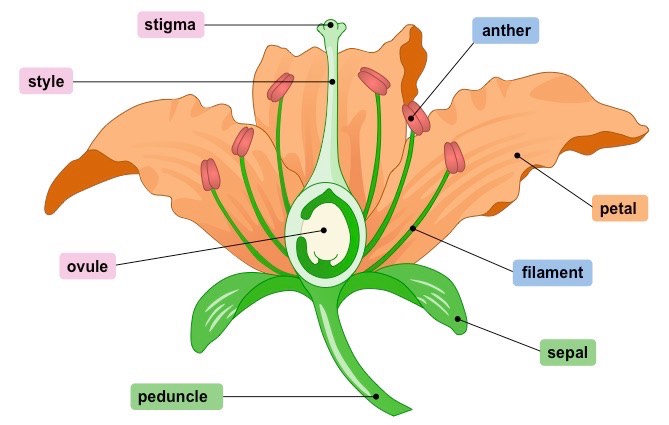 stigma
anther
style
petal
ovule
filament
sepal
peduncle